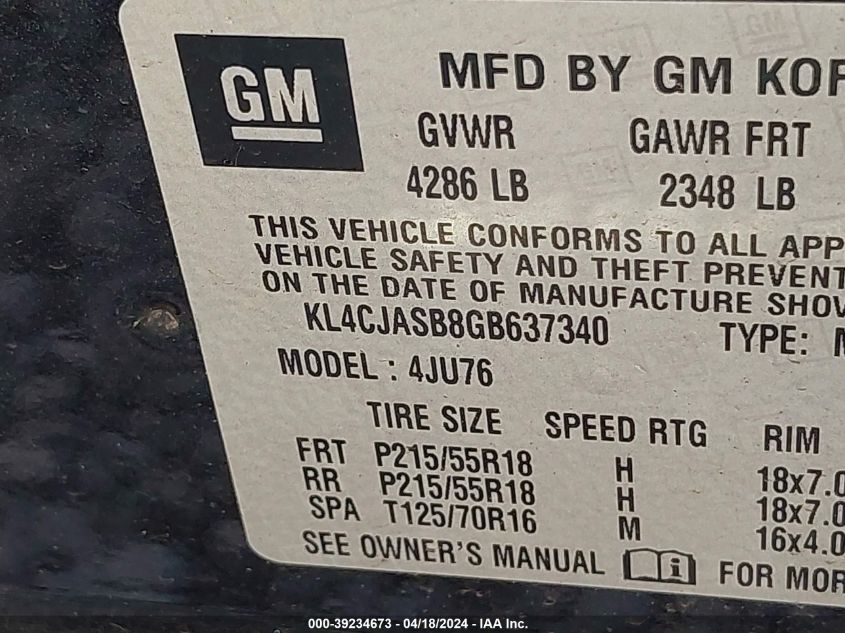 GM
MFD BY GM KOR
GVWR GAWR FRT
4286 LB 2348 LB
THIS VEHICLE CONFORMS TO ALL APP
VEHICLE SAFETY AND THEFT PREVENT
ON THE DATE OF MANUFACTURE SHOW
KL4CJASB8GB637340 TYPE: M
MODEL : 4JU76
TIRE SIZE SPEED RTG RIM
FRT P215/55R18 H 18x7.0
RR P215/55R18 H 18x7.0
SPA T125/70R16 M 16x4.0
SEE OWNER'S MANUAL i FOR MOR
000-39234673 - 04/18/2024 - IAA Inc.